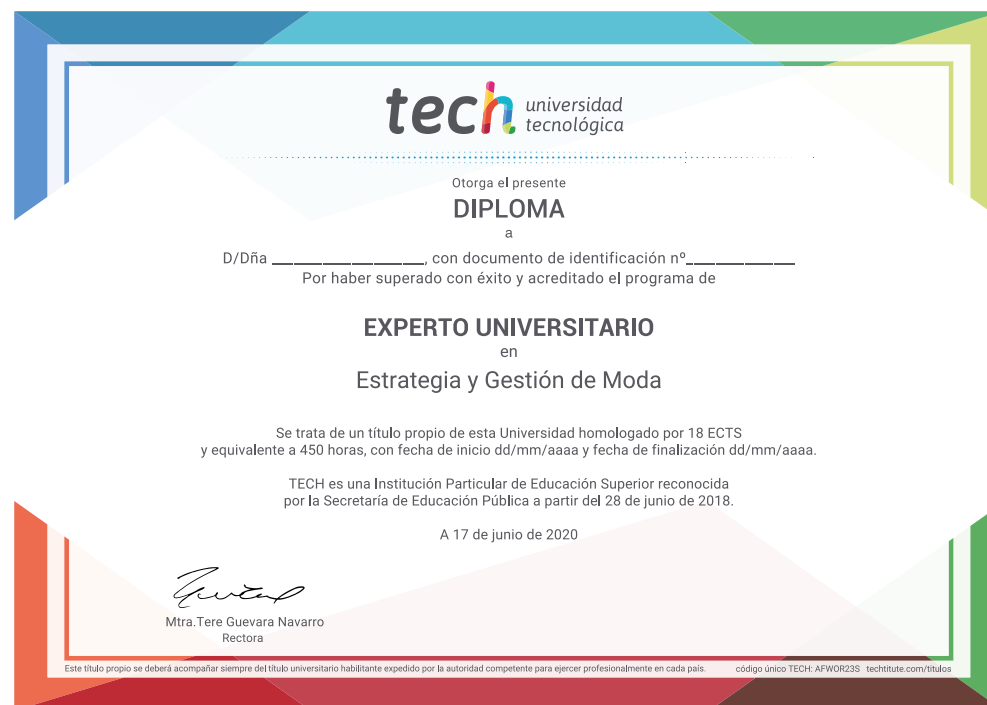 tech universidad
tecnológica
Otorga el presente
DIPLOMA
a
D/Dña ________________, con documento de identificación nº____________
Por haber superado con éxito y acreditado el programa de
EXPERTO UNIVERSITARIO
en
Estrategia y Gestión de Moda
Se trata de un título propio de esta Universidad homologado por 18 ECTS
y equivalente a 450 horas, con fecha de inicio dd/mm/aaaa y fecha de finalización dd/mm/aaaa.
TECH es una Institución Particular de Educación Superior reconocida
por la Secretaría de Educación Pública a partir del 28 de junio de 2018.
A 17 de junio de 2020
Mtra.Tere Guevara Navarro
Rectora
Este título propio se deberá acompañar siempre del título universitario habilitante expedido por la autoridad competente para ejercer profesionalmente en cada país. código único TECH: AFWOR23S techtitute.com/titulos